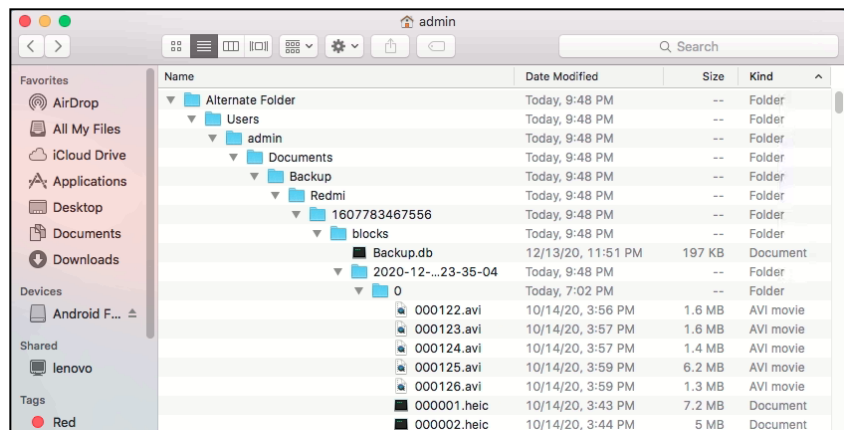 admin
Search
Favorites
AirDrop
All My Files
iCloud Drive
Applications
Desktop
Documents
Downloads
Devices
Android F...
Shared
lenovo
Tags
Red
Name Date Modified Size Kind
Alternate Folder Today, 9:48 PM -- Folder
Users Today, 9:48 PM -- Folder
admin Today, 9:48 PM -- Folder
Documents Today, 9:48 PM -- Folder
Backup Today, 9:48 PM -- Folder
Redmi Today, 9:48 PM -- Folder
1607783467556 Today, 9:48 PM -- Folder
blocks Today, 9:48 PM -- Folder
Backup.db 12/13/20, 11:51 PM 197 KB Document
2020-12-...23-35-04 Today, 9:48 PM -- Folder
0 Today, 7:02 PM -- Folder
000122.avi 10/14/20, 3:56 PM 1.6 MB AVI movie
000123.avi 10/14/20, 3:57 PM 1.6 MB AVI movie
000124.avi 10/14/20, 3:57 PM 1.4 MB AVI movie
000125.avi 10/14/20, 3:59 PM 6.2 MB AVI movie
000126.avi 10/14/20, 3:59 PM 1.3 MB AVI movie
000001.heic 10/14/20, 3:43 PM 7.2 MB Document
000002.heic 10/14/20, 3:44 PM 5 MB Document